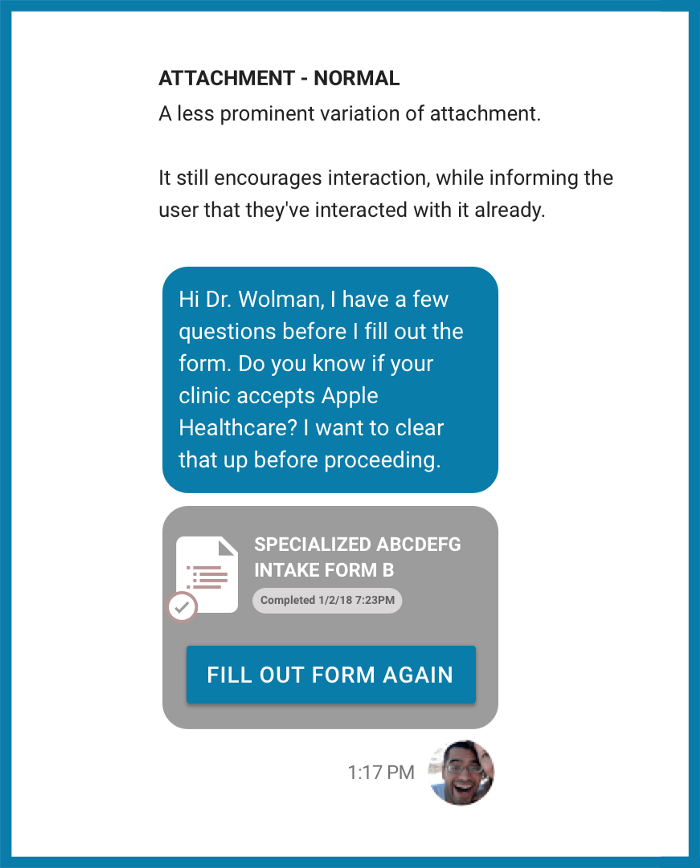 ATTACHMENT - NORMAL
A less prominent variation of attachment.
It still encourages interaction, while informing the
user that they've interacted with it already.
Hi Dr. Wolman, I have a few
questions before I fill out the
form. Do you know if your
clinic accepts Apple
Healthcare? I want to clear
that up before proceeding.
SPECIALIZED ABCDEFG
INTAKE FORM B
Completed 1/2/18 7:23PM
FILL OUT FORM AGAIN
1:17 PM